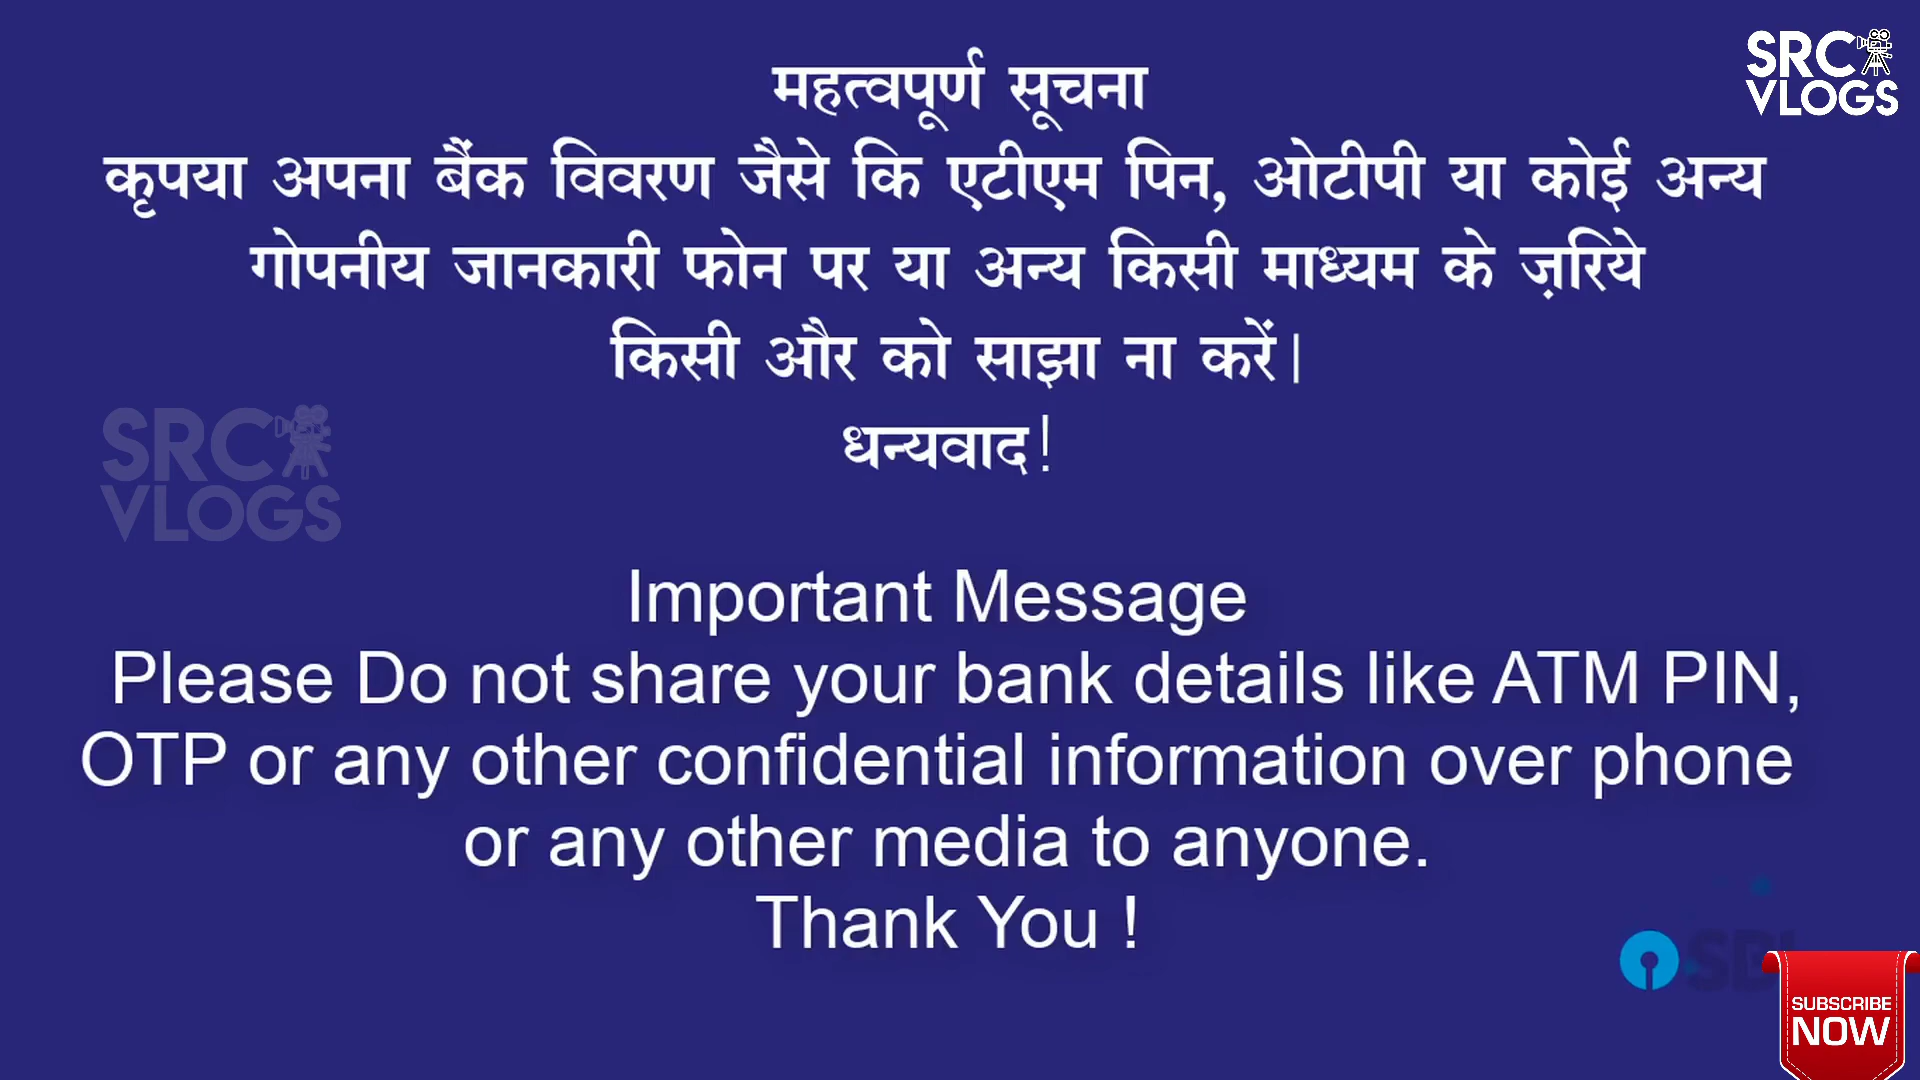 SRC
VLOGS
महत्वपूर्ण सूचना
कृपया अपना बैंक विवरण जैसे कि एटीएम पिन, ओटीपी या कोई अन्य
गोपनीय जानकारी फोन पर या अन्य किसी माध्यम के ज़रिये
किसी और को साझा ना करें|
धन्यवाद!
SRC
VLOGS
Important Message
Please Do not share your bank details like ATM PIN,
OTP or any other confidential information over phone
or any other media to anyone.
Thank You !
SBI
SUBSCRIBE
NOW